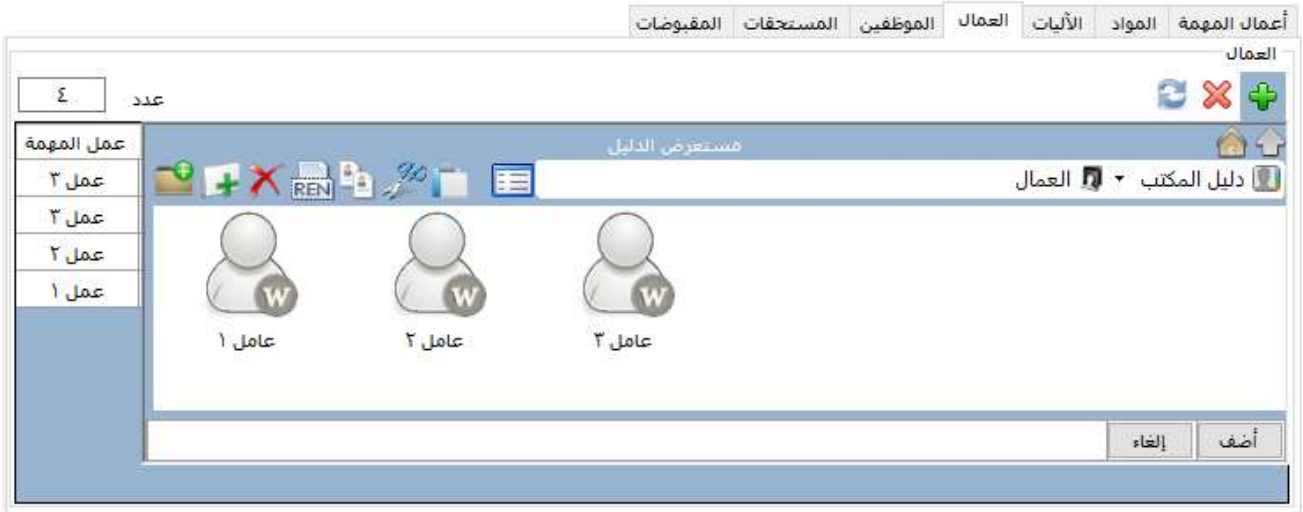 أعمال المهمة المواد الآليات العمال الموظفين المستحقات المقبوضات
العمال
عدد ٤
عمل المهمة
مستعرض الدليل
دليل المكتب العمال
REN
عمل ٣
عمل ٣
عمل ٢
عمل ١
W W W
عامل ١ عامل ٢ عامل ٣
أضف إلغاء